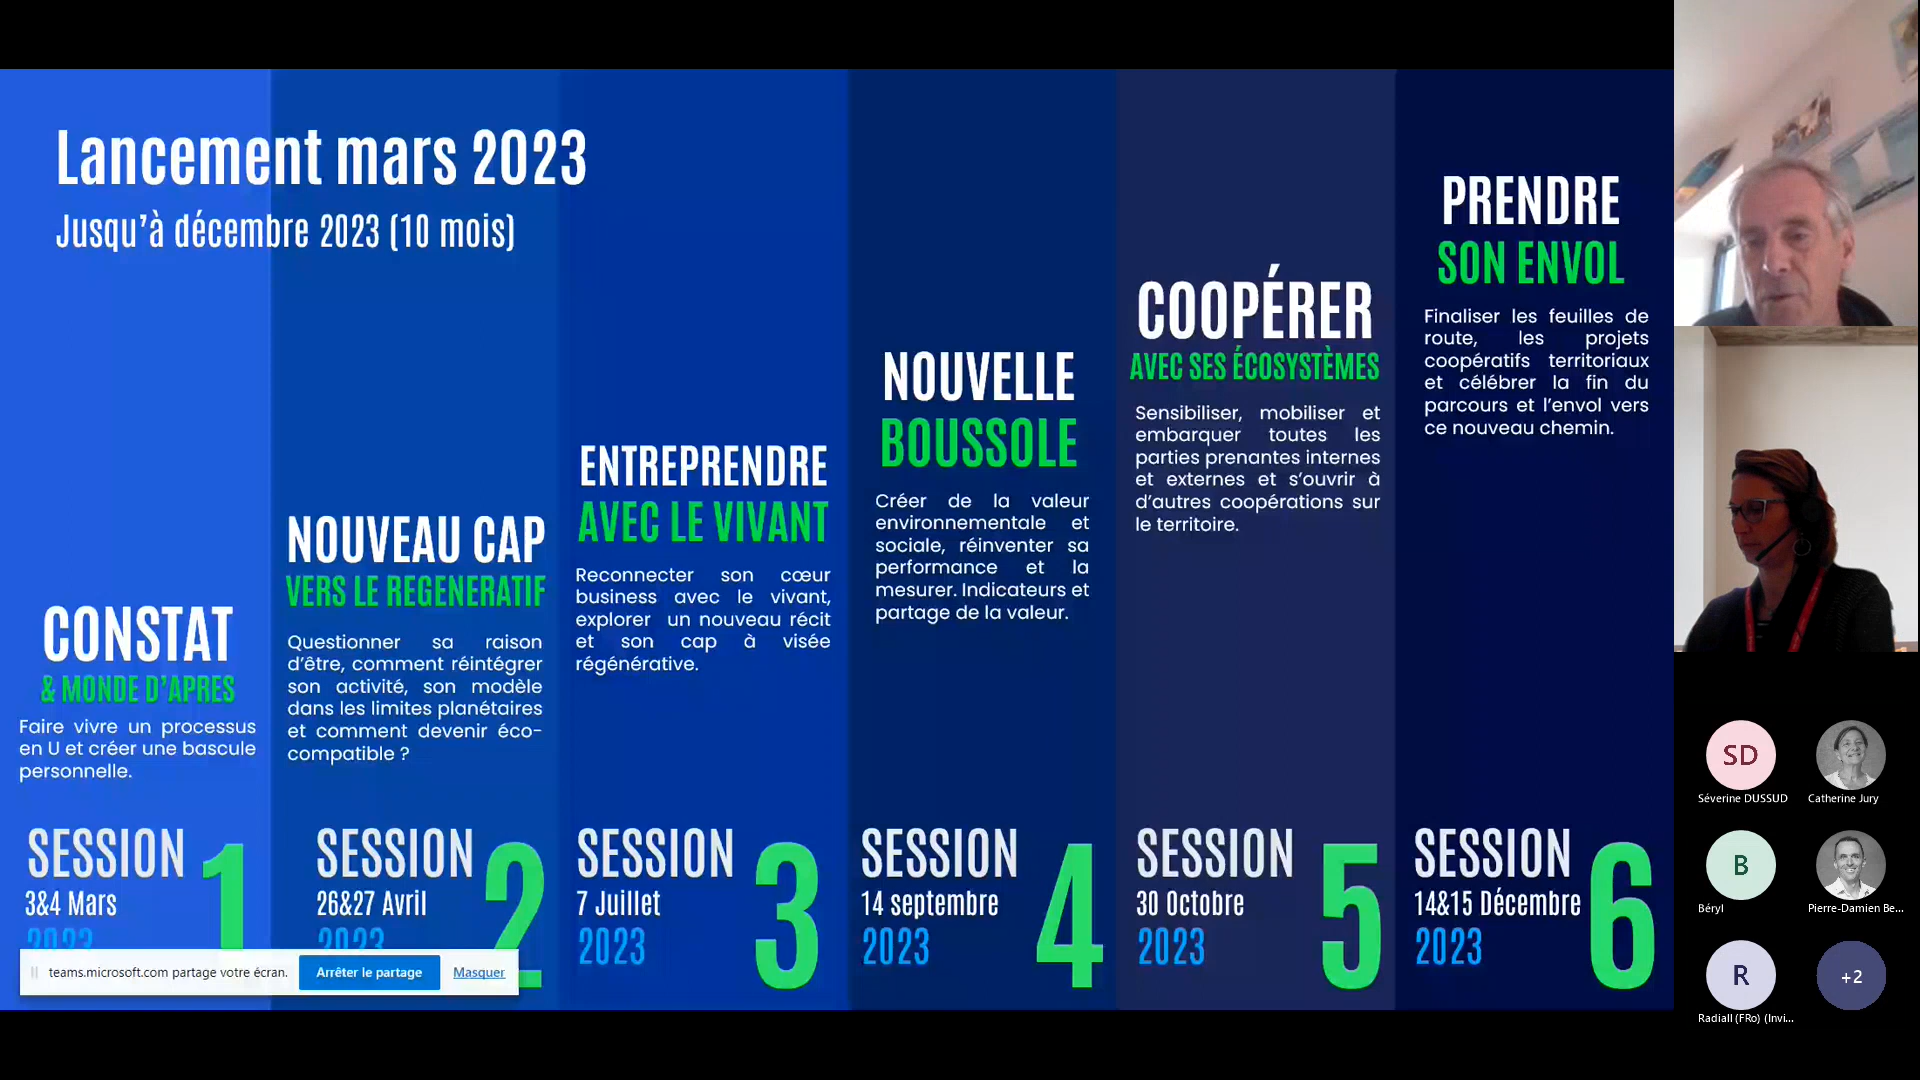 Lancement mars 2023
Jusqu'à décembre 2023 (10 mois)
CONSTAT
& MONDE D'APRES
Faire vivre un processus
en U et créer une bascule
personnelle.
SESSION 1
3&4 Mars
2023
NOUVEAU CAP
VERS LE REGENERATIF
Questionner sa raison
d'être, comment réintégrer
son activité, son modèle
dans les limites planétaires
et comment devenir éco-
compatible ?
SESSION 2
26&27 Avril
2023
ENTREPRENDRE
AVEC LE VIVANT
Reconnecter son cœur
business avec le vivant,
explorer un nouveau récit
et son cap à visée
régénérative.
SESSION 3
7 Juillet
2023
NOUVELLE
BOUSSOLE
Créer de la valeur
environnementale et
sociale, réinventer sa
performance et la
mesurer. Indicateurs et
partage de la valeur.
SESSION 4
14 septembre
2023
COOPÉRER
AVEC SES ÉCOSYSTÈMES
Sensibiliser, mobiliser et
embarquer toutes les
parties prenantes internes
et externes et s'ouvrir à
d'autres coopérations sur
le territoire.
SESSION 5
30 Octobre
2023
PRENDRE
SON ENVOL
Finaliser les feuilles de
route, les projets
coopératifs territoriaux
et célébrer la fin du
parcours et l'envol vers
ce nouveau chemin.
SESSION 6
14&15 Décembre
2023
teams.microsoft.com partage votre écran.
Arrêter le partage
Masquer
SD
Séverine DUSSUD
Catherine Jury
B
Béryl
Pierre-Damien Be...
R
Radiall (FRo) (Invi...
+2